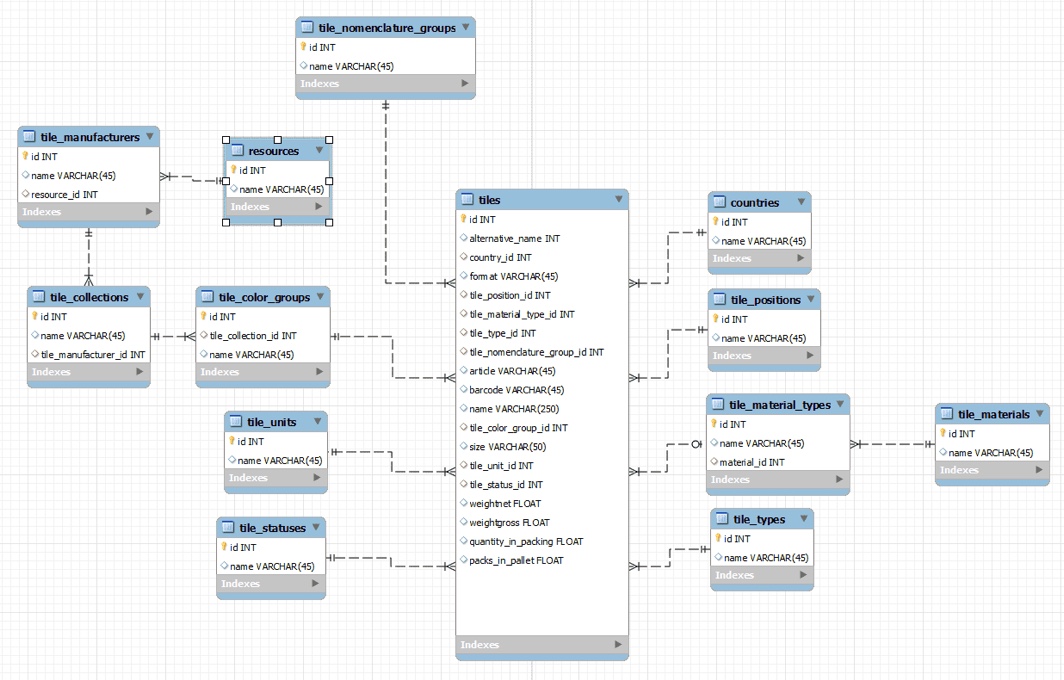 tile_nomenclature_groups
id INT
name VARCHAR(45)
Indexes
tile_manufacturers
id INT
name VARCHAR(45)
resource_id INT
Indexes
resources
id INT
name VARCHAR(45)
Indexes
tile_collections
id INT
name VARCHAR(45)
tile_manufacturer_id INT
Indexes
tile_color_groups
id INT
tile_collection_id INT
name VARCHAR(45)
Indexes
tile_units
id INT
name VARCHAR(45)
Indexes
tile_statuses
id INT
name VARCHAR(45)
Indexes
tiles
id INT
alternative_name INT
country_id INT
format VARCHAR(45)
tile_position_id INT
tile_material_type_id INT
tile_type_id INT
tile_nomenclature_group_id INT
article VARCHAR(45)
barcode VARCHAR(45)
name VARCHAR(250)
tile_color_group_id INT
size VARCHAR(50)
tile_unit_id INT
tile_status_id INT
weightnet FLOAT
weightgross FLOAT
quantity_in_packing FLOAT
packs_in_pallet FLOAT
Indexes
countries
id INT
name VARCHAR(45)
Indexes
tile_positions
id INT
name VARCHAR(45)
Indexes
tile_material_types
id INT
name VARCHAR(45)
material_id INT
Indexes
tile_materials
id INT
name VARCHAR(45)
Indexes
tile_types
id INT
name VARCHAR(45)
Indexes